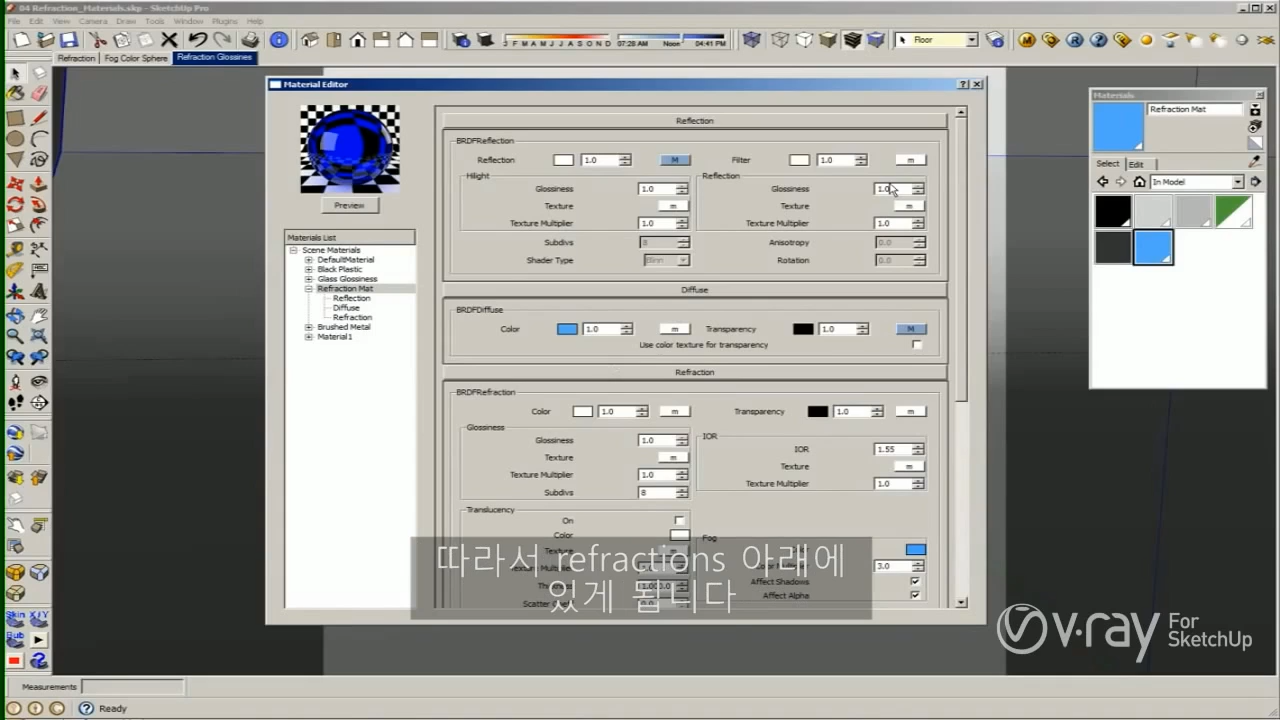 04 Refraction_Materials.skp - SketchUp Pro
File Edit View Camera Draw Tools Window Plugins Help
J F M A M J J A S O N D 07:28 AM Noon 04:41 PM
Floor
Refraction Fog Color Sphere Refraction Glossines
Material Editor
Preview
Materials List
Scene Materials
DefaultMaterial
Black Plastic
Glass Glossiness
Refraction Mat
Reflection
Diffuse
Refraction
Brushed Metal
Material1
Reflection
BRDFReflection
Reflection 1.0 M Filter 1.0 m
Hilight Reflection
Glossiness 1.0 Glossiness 1.0
Texture m Texture m
Texture Multiplier 1.0 Texture Multiplier 1.0
Subdivs 8 Anisotropy 0.0
Shader Type Blinn Rotation 0.0
Diffuse
BRDFDiffuse
Color 1.0 m Transparency 1.0 M
Use color texture for transparency
Refraction
BRDFRefraction
Color 1.0 m Transparency 1.0 m
Glossiness IOR
Glossiness 1.0 IOR 1.55
Texture m Texture m
Texture Multiplier 1.0 Texture Multiplier 1.0
Subdivs 8
Translucency
On
Color Fog
3.0
Affect Shadows
Affect Alpha
따라서 refractions 아래에
있게 됩니다
Materials
Refraction Mat
Select Edit
In Model
v·ray For SketchUp
Skin X/Y
Bub
Measurements
Ready